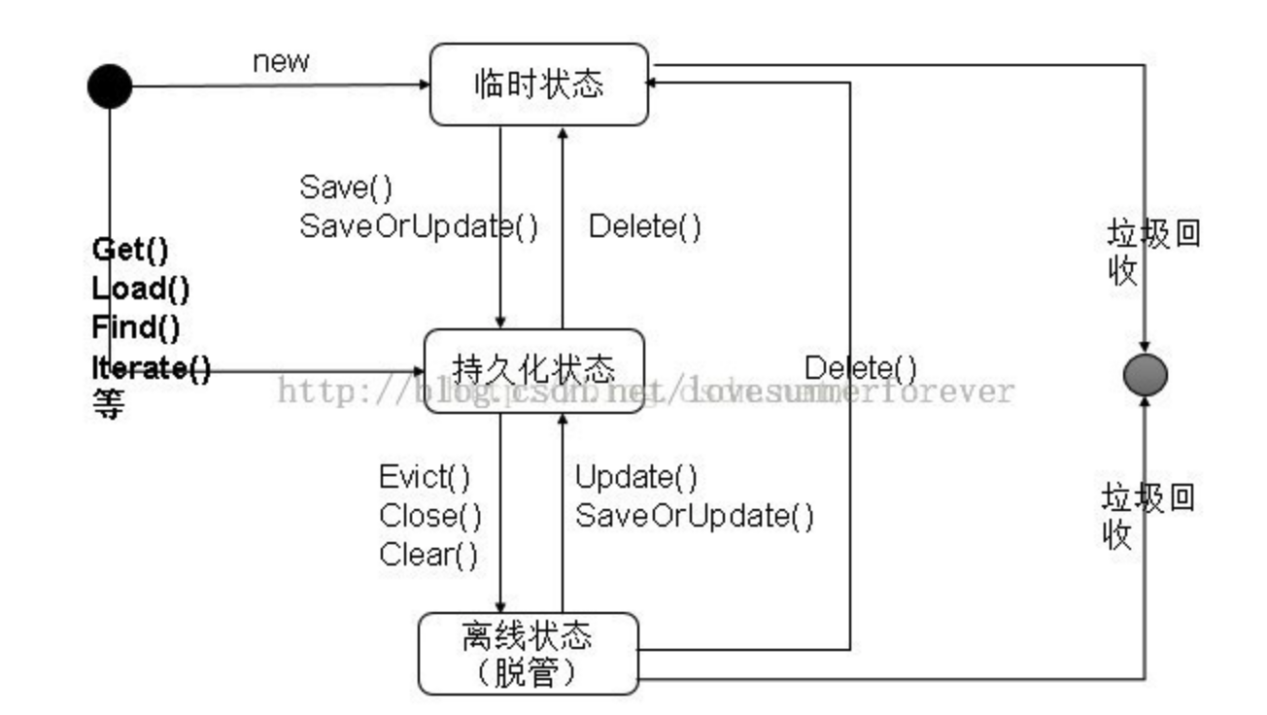 new
临时状态
Save()
SaveOrUpdate()
Delete()
Get()
Load()
Find()
Iterate()
等
垃圾回
收
持久化状态
Delete()
http://blog.csdn.net/lovesummerforever
Evict()
Close()
Clear()
Update()
SaveOrUpdate()
垃圾回
收
离线状态
(脱管)